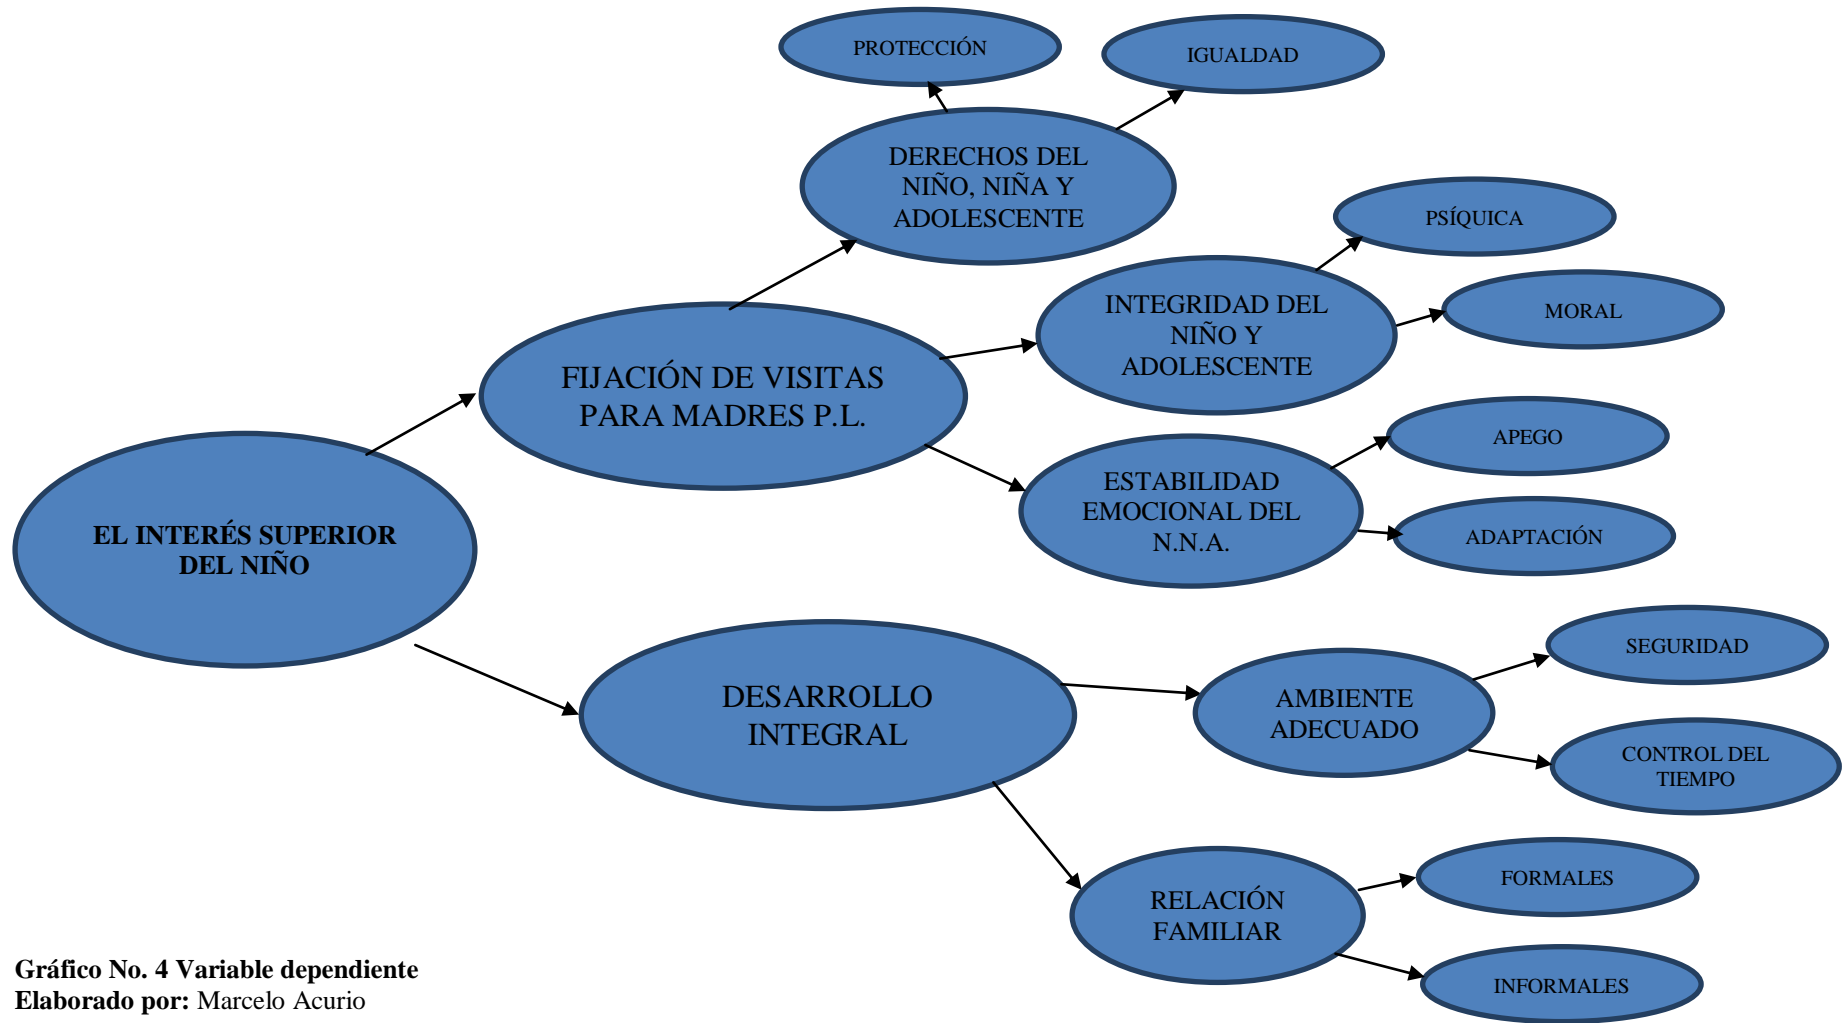 PROTECCIÓN
IGUALDAD
DERECHOS DEL
NIÑO, NIÑA Y
ADOLESCENTE
PSÍQUICA
INTEGRIDAD DEL
NIÑO Y
ADOLESCENTE
MORAL
FIJACIÓN DE VISITAS
PARA MADRES P.L.
APEGO
ESTABILIDAD
EMOCIONAL DEL
N.N.A.
ADAPTACIÓN
EL INTERÉS SUPERIOR
DEL NIÑO
SEGURIDAD
DESARROLLO
INTEGRAL
AMBIENTE
ADECUADO
CONTROL DEL
TIEMPO
FORMALES
RELACIÓN
FAMILIAR
INFORMALES
Gráfico No. 4 Variable dependiente
Elaborado por: Marcelo Acurio